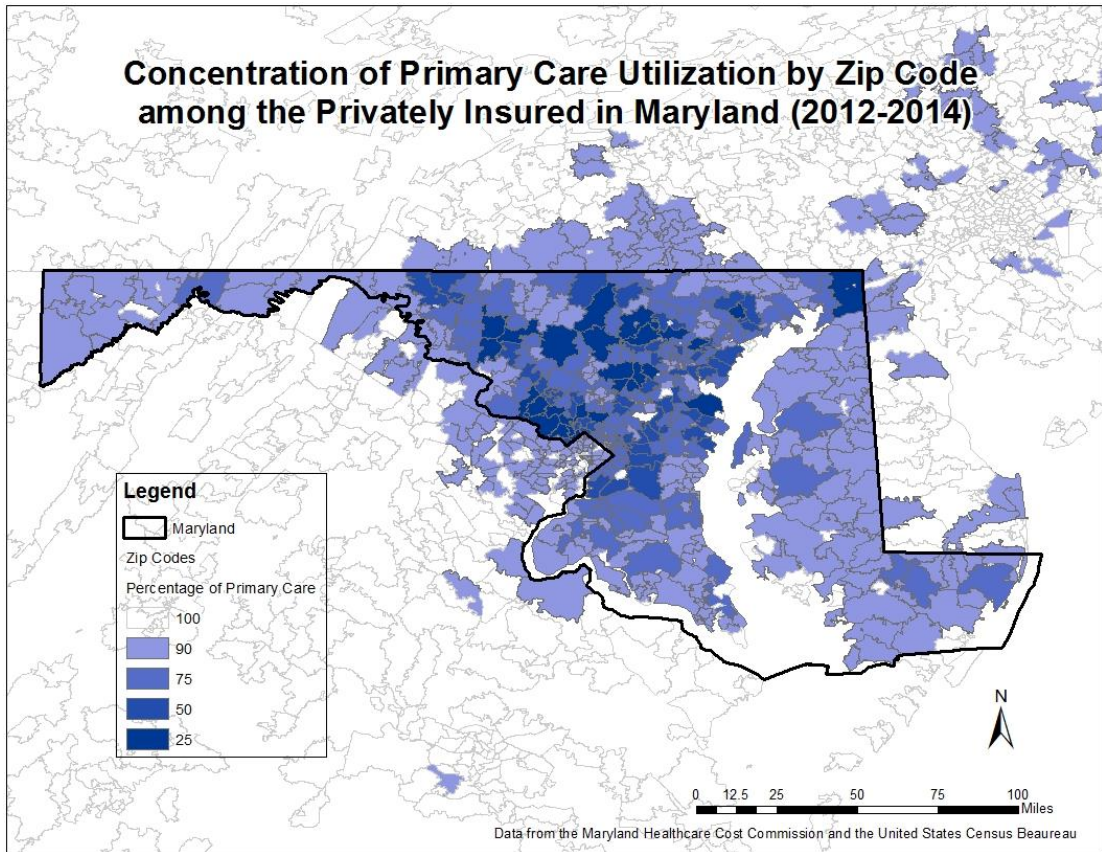 Concentration of Primary Care Utilization by Zip Code
among the Privately Insured in Maryland (2012-2014)
Legend
Maryland
Zip Codes
Percentage of Primary Care
100
90
75
50
25
N
0 12.5 25 50 75 100
Miles
Data from the Maryland Healthcare Cost Commission and the United States Census Beaureau